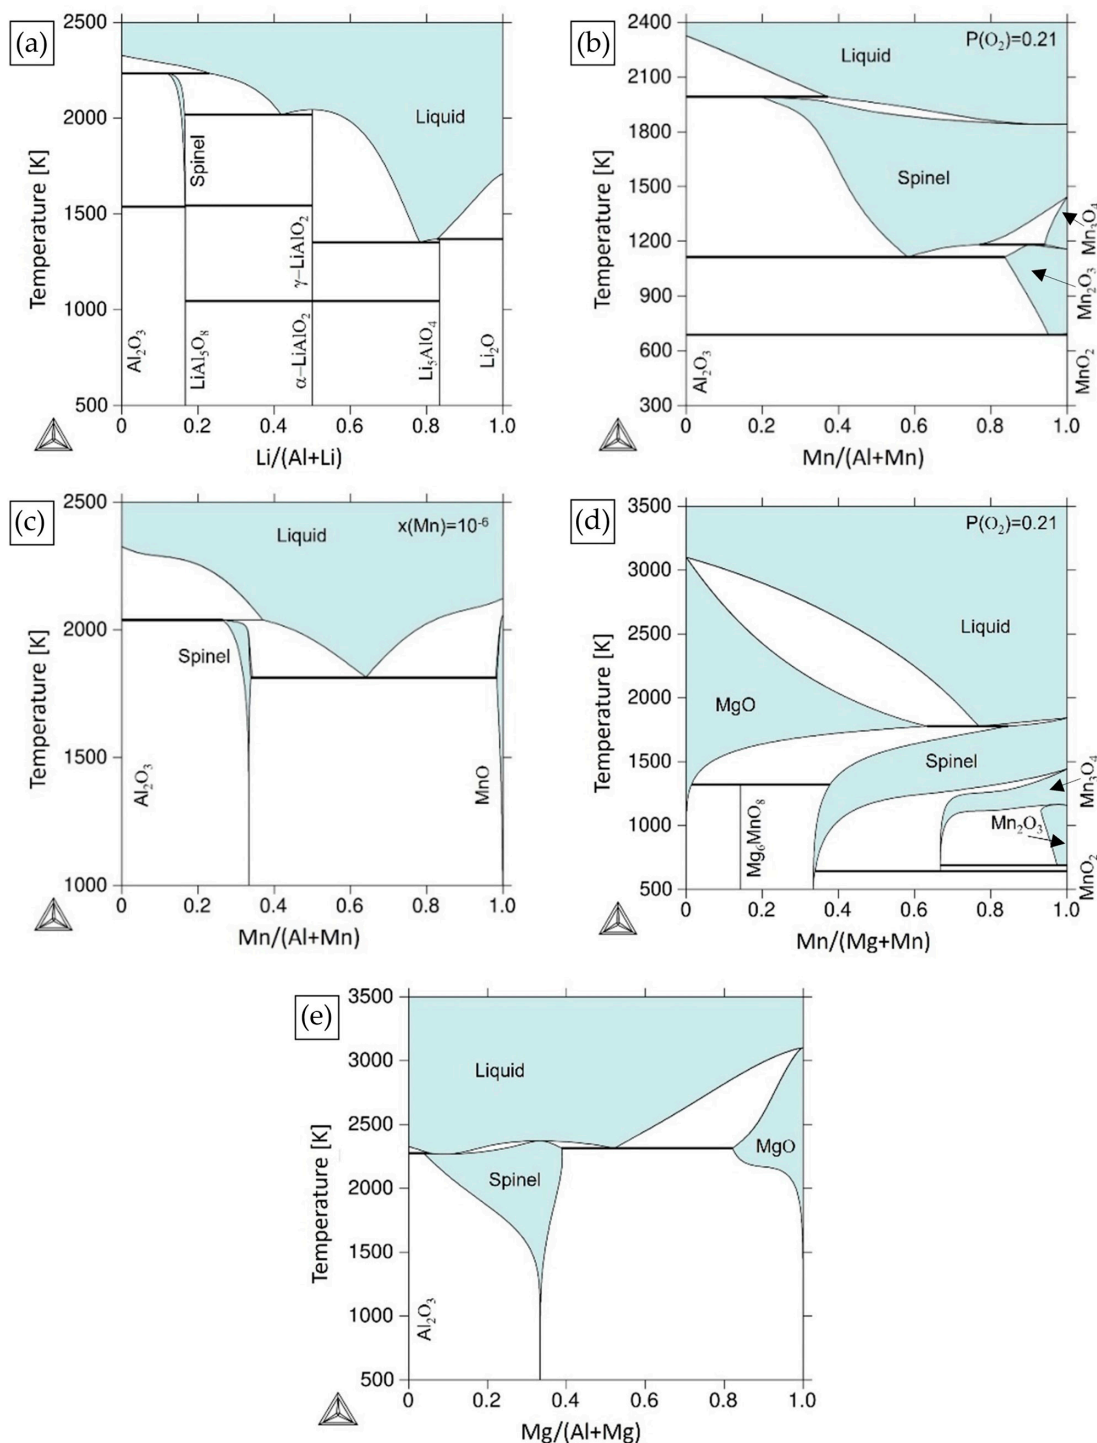 (a)
2500
2000
1500
1000
500
Temperature [K]
Liquid
Spinel
Al2O3
LiAl5O8
γ−LiAlO2
α−LiAlO2
Li5AlO4
Li2O
0
0.2
0.4
0.6
0.8
1.0
Li/(Al+Li)
(b)
2400
2100
1800
1500
1200
900
600
300
Temperature [K]
P(O2)=0.21
Liquid
Spinel
Al2O3
Mn3O4
Mn2O3
MnO2
0
0.2
0.4
0.6
0.8
1.0
Mn/(Al+Mn)
(c)
2500
2000
1500
1000
Temperature [K]
x(Mn)=10-6
Liquid
Spinel
Al2O3
MnO
0
0.2
0.4
0.6
0.8
1.0
Mn/(Al+Mn)
(d)
3500
3000
2500
2000
1500
1000
500
Temperature [K]
P(O2)=0.21
Liquid
MgO
Spinel
Mg6MnO8
Mn2O3
Mn3O4
MnO2
0
0.2
0.4
0.6
0.8
1.0
Mn/(Mg+Mn)
(e)
3500
3000
2500
2000
1500
1000
500
Temperature [K]
Liquid
Spinel
MgO
Al2O3
0
0.2
0.4
0.6
0.8
1.0
Mg/(Al+Mg)